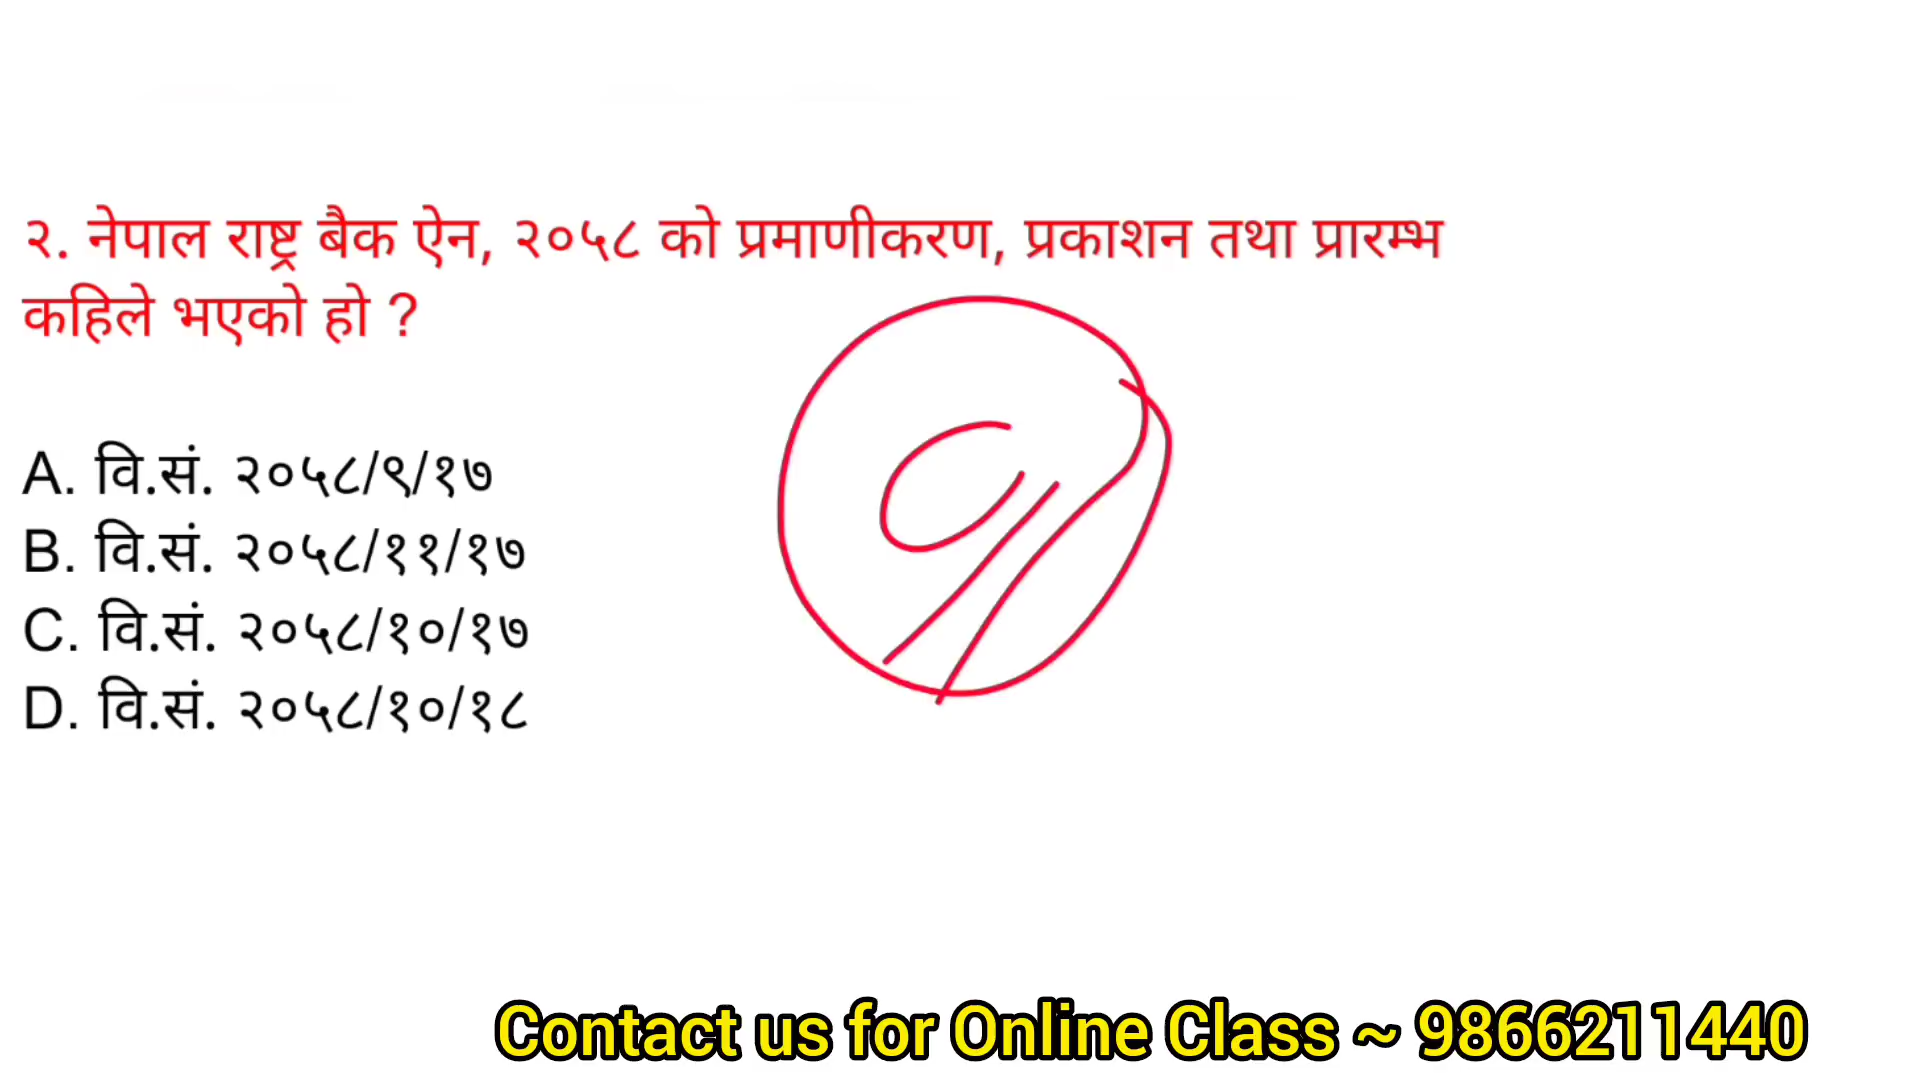 २. नेपाल राष्ट्र बैक ऐन, २०५८ को प्रमाणीकरण, प्रकाशन तथा प्रारम्भ
कहिले भएको हो ?
A. वि.सं. २०५८/९/१७
B. वि.सं. २०५८/११/१७
C. वि.सं. २०५८/१०/१७
D. वि.सं. २०५८/१०/१८
Contact us for Online Class ~ 9866211440